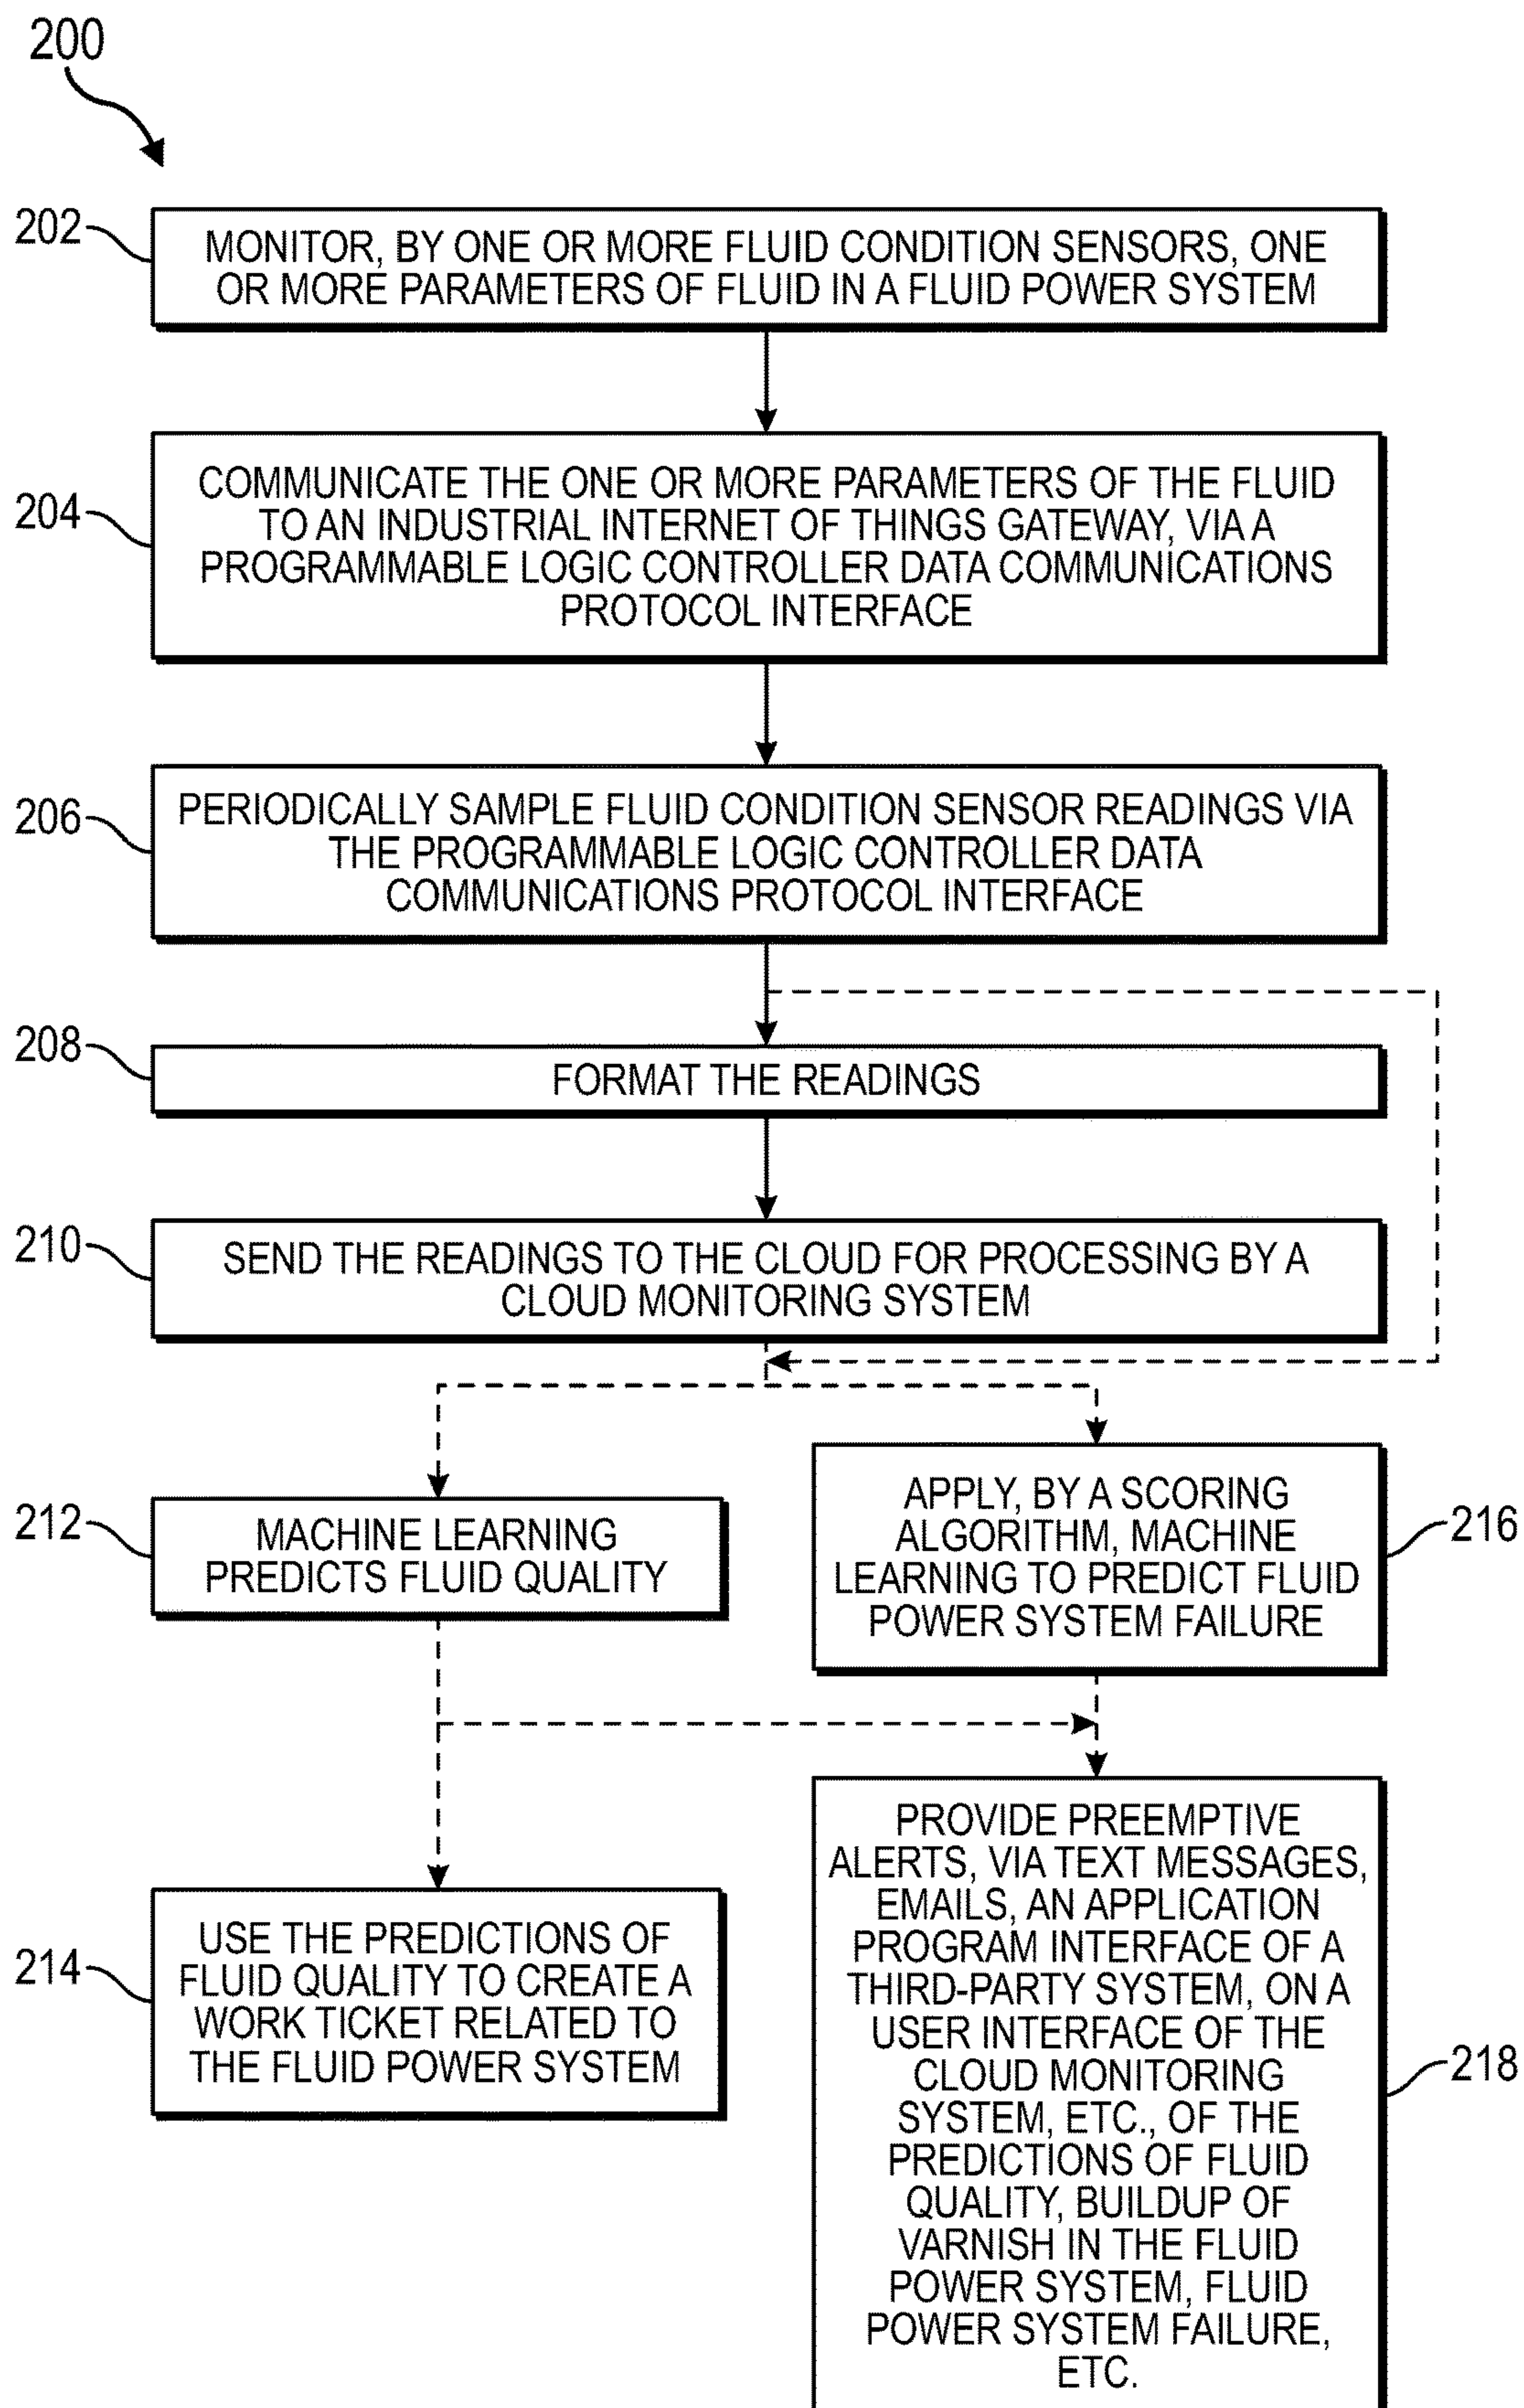 200
202
MONITOR, BY ONE OR MORE FLUID CONDITION SENSORS, ONE
OR MORE PARAMETERS OF FLUID IN A FLUID POWER SYSTEM
204
COMMUNICATE THE ONE OR MORE PARAMETERS OF THE FLUID
TO AN INDUSTRIAL INTERNET OF THINGS GATEWAY, VIA A
PROGRAMMABLE LOGIC CONTROLLER DATA COMMUNICATIONS
PROTOCOL INTERFACE
206
PERIODICALLY SAMPLE FLUID CONDITION SENSOR READINGS VIA
THE PROGRAMMABLE LOGIC CONTROLLER DATA
COMMUNICATIONS PROTOCOL INTERFACE
208
FORMAT THE READINGS
210
SEND THE READINGS TO THE CLOUD FOR PROCESSING BY A
CLOUD MONITORING SYSTEM
212
MACHINE LEARNING
PREDICTS FLUID QUALITY
216
APPLY, BY A SCORING
ALGORITHM, MACHINE
LEARNING TO PREDICT FLUID
POWER SYSTEM FAILURE
214
USE THE PREDICTIONS OF
FLUID QUALITY TO CREATE A
WORK TICKET RELATED TO
THE FLUID POWER SYSTEM
218
PROVIDE PREEMPTIVE
ALERTS, VIA TEXT MESSAGES,
EMAILS, AN APPLICATION
PROGRAM INTERFACE OF A
THIRD-PARTY SYSTEM, ON A
USER INTERFACE OF THE
CLOUD MONITORING
SYSTEM, ETC., OF THE
PREDICTIONS OF FLUID
QUALITY, BUILDUP OF
VARNISH IN THE FLUID
POWER SYSTEM, FLUID
POWER SYSTEM FAILURE,
ETC.